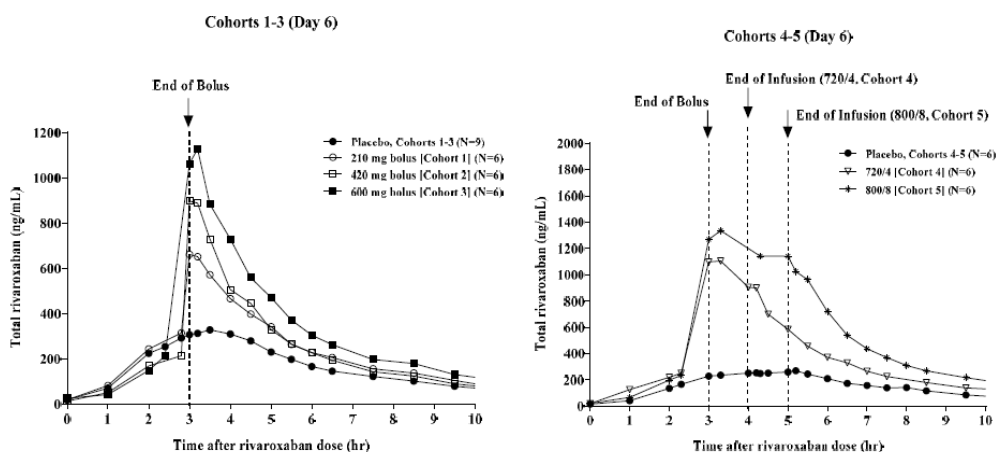 Cohorts 1-3 (Day 6)
End of Bolus
Placebo, Cohorts 1-3 (N=9)
210 mg bolus [Cohort 1] (N=6)
420 mg bolus [Cohort 2] (N=6)
600 mg bolus [Cohort 3] (N=6)
Total rivaroxaban (ng/mL)
1200
1000
800
600
400
200
0
0 1 2 3 4 5 6 7 8 9 10
Time after rivaroxaban dose (hr)
Cohorts 4-5 (Day 6)
End of Infusion (720/4, Cohort 4)
End of Bolus
End of Infusion (800/8, Cohort 5)
Placebo, Cohorts 4-5 (N=6)
720/4 [Cohort 4] (N=6)
800/8 [Cohort 5] (N=6)
Total rivaroxaban (ng/mL)
2000
1800
1600
1400
1200
1000
800
600
400
200
0
0 1 2 3 4 5 6 7 8 9 10
Time after rivaroxaban dose (hr)